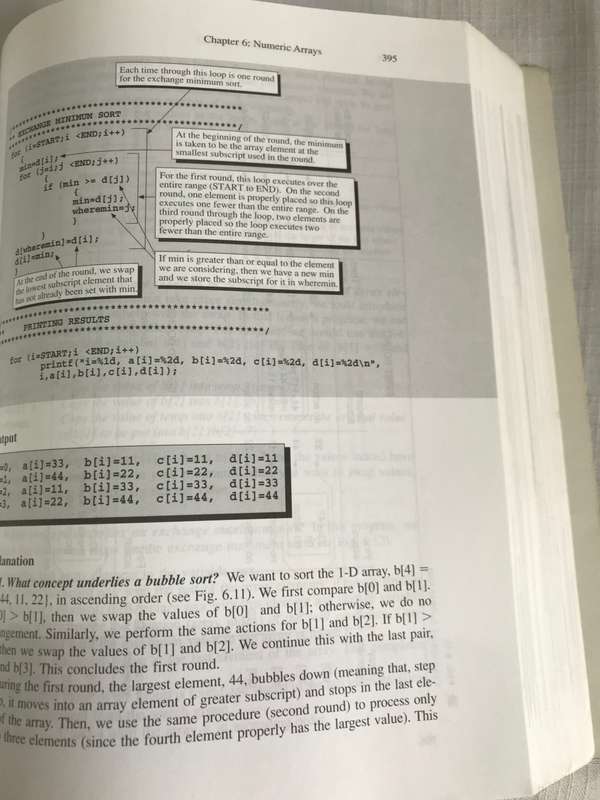 Chapter 6: Numeric Arrays
395
Each time through this loop is one round
for the exchange minimum sort.
EXCHANGE MINIMUM SORT
for (i=START;i <END;i++)
{
min=d[i];
for (j=i;j <END;j++)
{
if (min >= d[j])
{
min=d[j];
wheremin=j;
}
}
d[wheremin]=d[i];
d[i]=min;
}
At the beginning of the round, the minimum
is taken to be the array element at the
smallest subscript used in the round.
For the first round, this loop executes over the
entire range (START to END). On the second
round, one element is properly placed so this loop
executes one fewer than the entire range. On the
third round through the loop, two elements are
properly placed so the loop executes two
fewer than the entire range.
If min is greater than or equal to the element
we are considering, then we have a new min
and we store the subscript for it in wheremin.
At the end of the round, we swap
the lowest subscript element that
has not already been set with min.
PRINTING RESULTS
for (i=START;i <END;i++)
printf("i=%1d, a[i]=%2d, b[i]=%2d, c[i]=%2d, d[i]=%2d\n",
i,a[i],b[i],c[i],d[i]);
utput
=0, a[i]=33, b[i]=11, c[i]=11, d[i]=11
=1, a[i]=44, b[i]=22, c[i]=22, d[i]=22
=2, a[i]=11, b[i]=33, c[i]=33, d[i]=33
=3, a[i]=22, b[i]=44, c[i]=44, d[i]=44
lanation
. What concept underlies a bubble sort? We want to sort the 1-D array, b[4] =
44, 11, 22}, in ascending order (see Fig. 6.11). We first compare b[0] and b[1].
0] > b[1], then we swap the values of b[0] and b[1]; otherwise, we do no
ngement. Similarly, we perform the same actions for b[1] and b[2]. If b[1] >
then we swap the values of b[1] and b[2]. We continue this with the last pair,
nd b[3]. This concludes the first round.
uring the first round, the largest element, 44, bubbles down (meaning that, step
, it moves into an array element of greater subscript) and stops in the last ele-
f the array. Then, we use the same procedure (second round) to process only
three elements (since the fourth element properly has the largest value). This